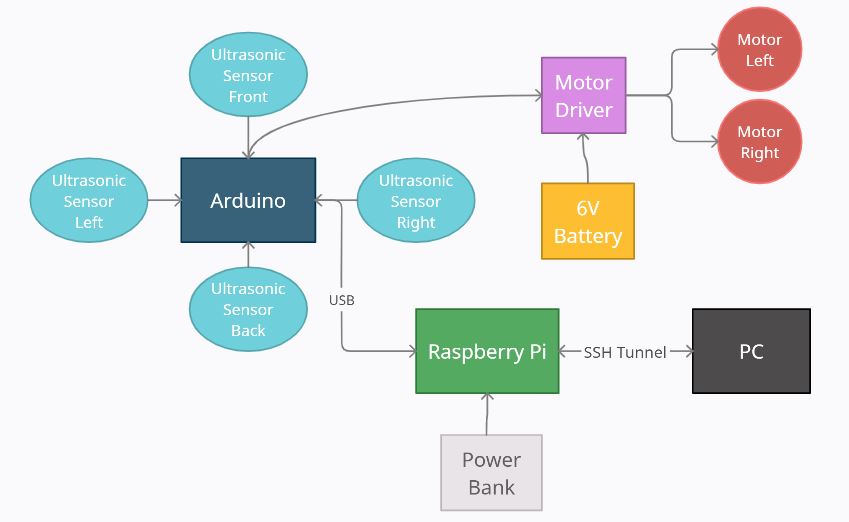 Ultrasonic
Sensor
Front
Motor
Left
Motor
Driver
Motor
Right
Ultrasonic
Sensor
Left
Arduino
Ultrasonic
Sensor
Right
6V
Battery
Ultrasonic
Sensor
Back
USB
Raspberry Pi
SSH Tunnel
PC
Power
Bank